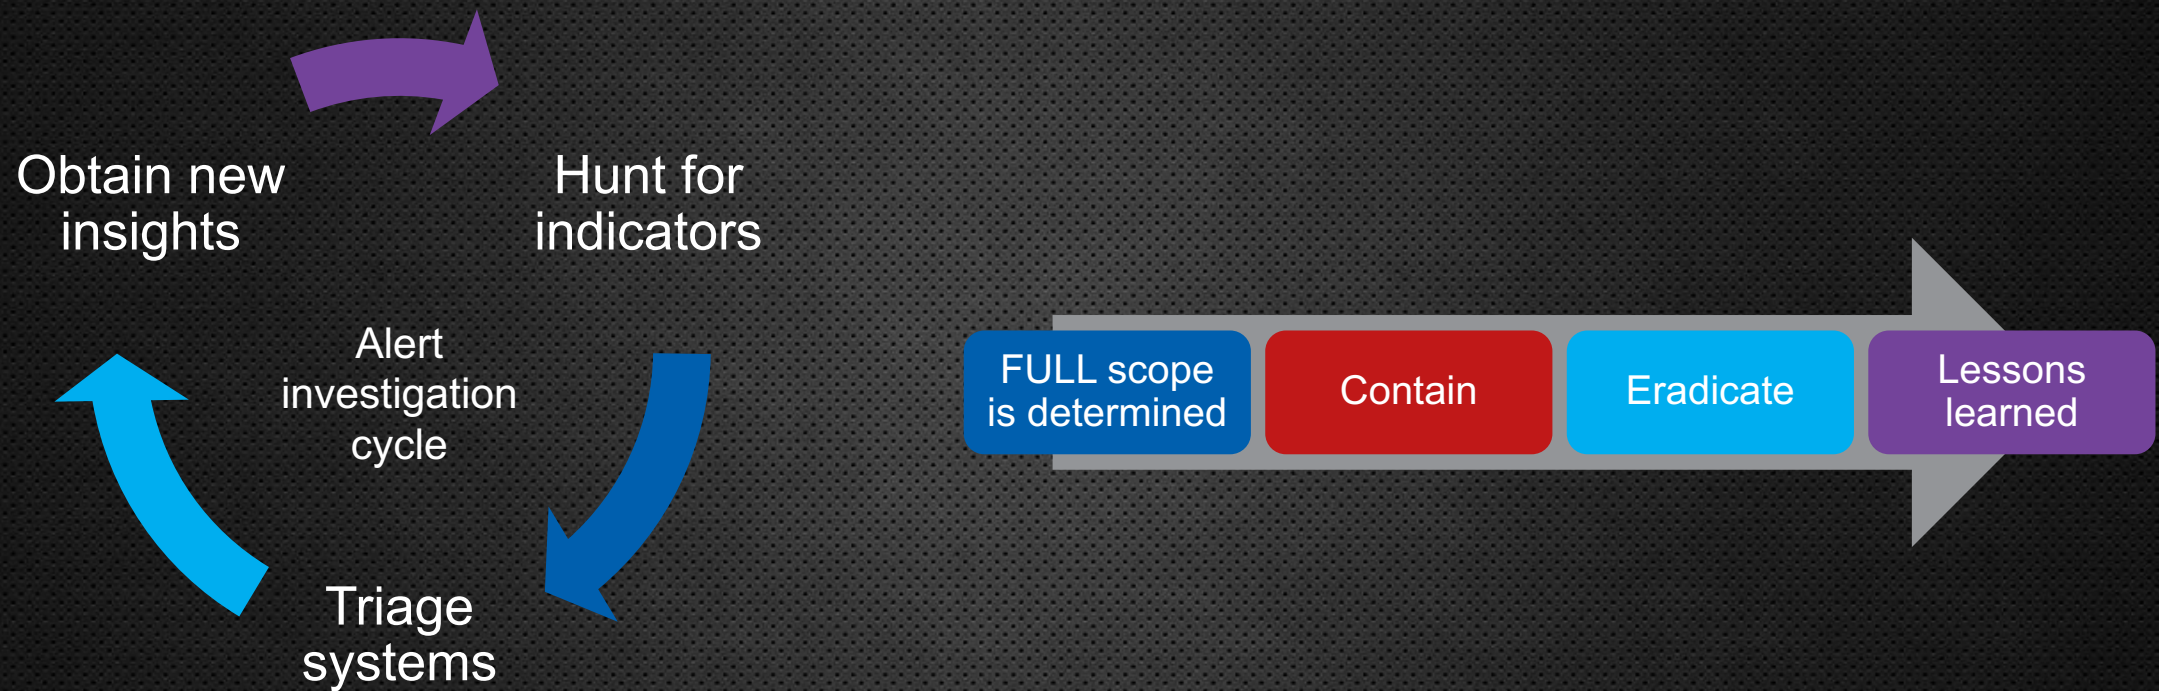 Obtain new
insights
Hunt for
indicators
Alert
investigation
cycle
Triage
systems
FULL scope
is determined
Contain
Eradicate
Lessons
learned